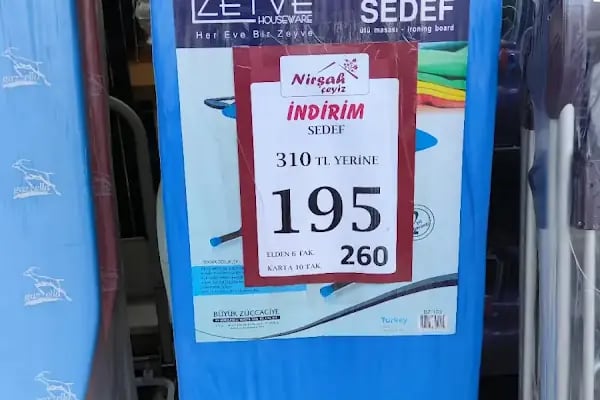 ZEYVE
HOUSEWARE
Her Eve Bir Zeyve
SEDEF
ütü masası - ironing board
Nirşah
çeyiz
İNDİRİM
SEDEF
310 TL YERİNE
195
ELDEN 6 TAK
260
KARTA 10 TAK
BÜYÜK ZÜCCACİYE
Turkey